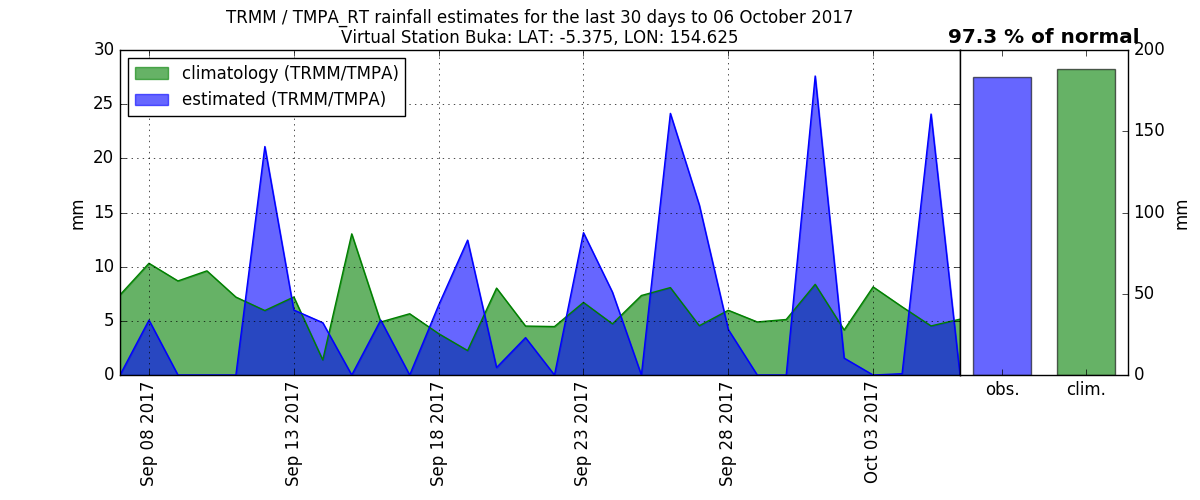 TRMM / TMPA_RT rainfall estimates for the last 30 days to 06 October 2017
Virtual Station Buka: LAT: -5.375, LON: 154.625
97.3 % of normal
climatology (TRMM/TMPA)
estimated (TRMM/TMPA)
30
25
20
15
10
5
0
mm
Sep 08 2017
Sep 13 2017
Sep 18 2017
Sep 23 2017
Sep 28 2017
Oct 03 2017
obs.
clim.
200
150
100
50
0
mm